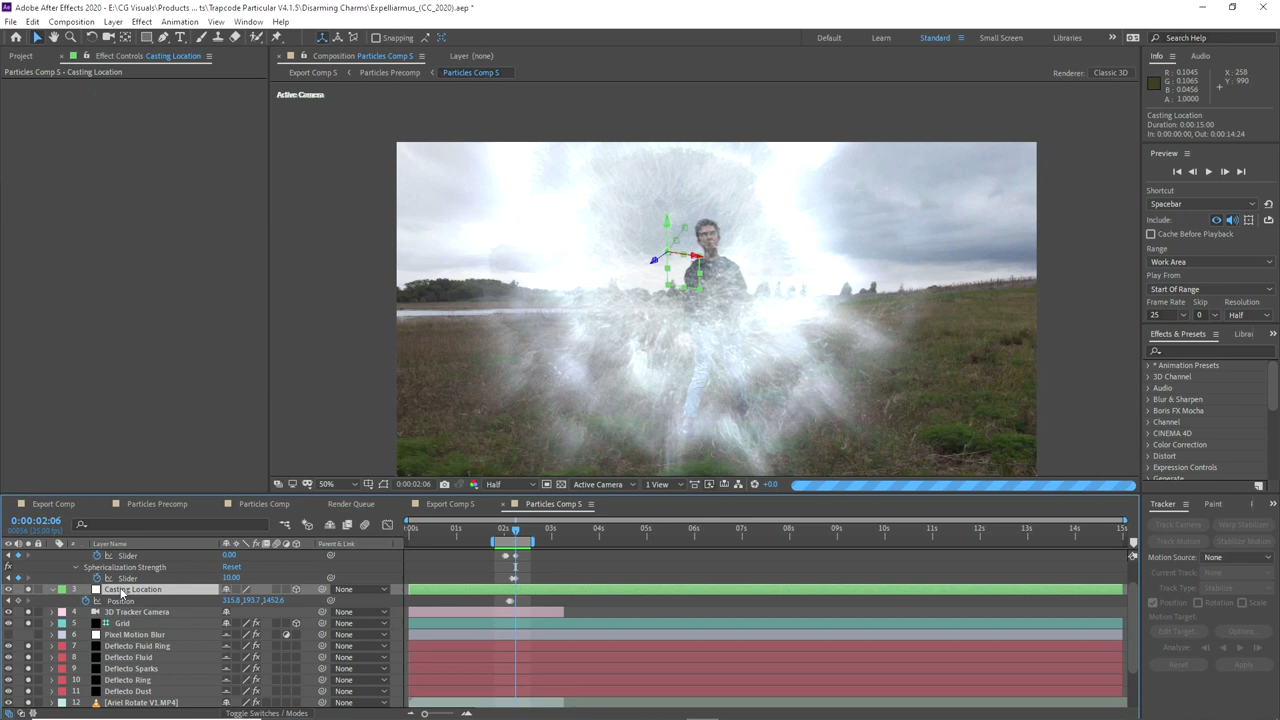 Adobe After Effects 2020 - E:\CG Visuals\Products ... ts\Trapcode Particular V4.1.5\Disarming Charms\Expelliarmus_(CC_2020).aep *
File Edit Composition Layer Effect Animation View Window Help
Snapping
Default Learn Standard Small Screen Libraries
Search Help
Project
Effect Controls Casting Location
Composition Particles Comp S
Layer (none)
Info Audio
Particles Comp S • Casting Location
Export Comp S Particles Precomp Particles Comp S
Renderer: Classic 3D
Active Camera
R : 0.1045
G : 0.1065
B : 0.0456
A : 1.0000
X : 258
Y : 990
Casting Location
Duration: 0:00:15:00
In: 0:00:00:00, Out: 0:00:14:24
Preview
Shortcut
Spacebar
Include:
Cache Before Playback
Range
Work Area
Play From
Start Of Range
Frame Rate Skip Resolution
25 0 Half
Effects & Presets Librai
* Animation Presets
3D Channel
Audio
Blur & Sharpen
Boris FX Mocha
Channel
CINEMA 4D
Color Correction
Distort
Expression Controls
50% 0:00:02:06 Half Active Camera 1 View +0.0
Export Comp Particles Precomp Particles Comp Render Queue Export Comp S Particles Comp S
Tracker Paint
0:00:02:06
00056 (25.00 fps)
Track Camera Warp Stabilizer
Track Motion Stabilize Motion
# Layer Name Parent & Link
:00s 01s 02s 03s 04s 05s 06s 07s 08s 09s 10s 11s 12s 13s 14s 15s
Slider 0.00
Sphericalization Strength Reset
Slider 10.00
3 Casting Location None
Position 315.8,193.7,1452.6
4 3D Tracker Camera None
5 Grid None
6 Pixel Motion Blur None
7 Deflecto Fluid Ring None
8 Deflecto Fluid None
9 Deflecto Sparks None
10 Deflecto Ring None
11 Deflecto Dust None
12 [Ariel Rotate V1.MP4] None
Toggle Switches / Modes
Motion Source: None
Current Track: None
Track Type: Stabilize
Position Rotation Scale
Motion Target:
Edit Target... Options...
Analyze:
Reset Apply